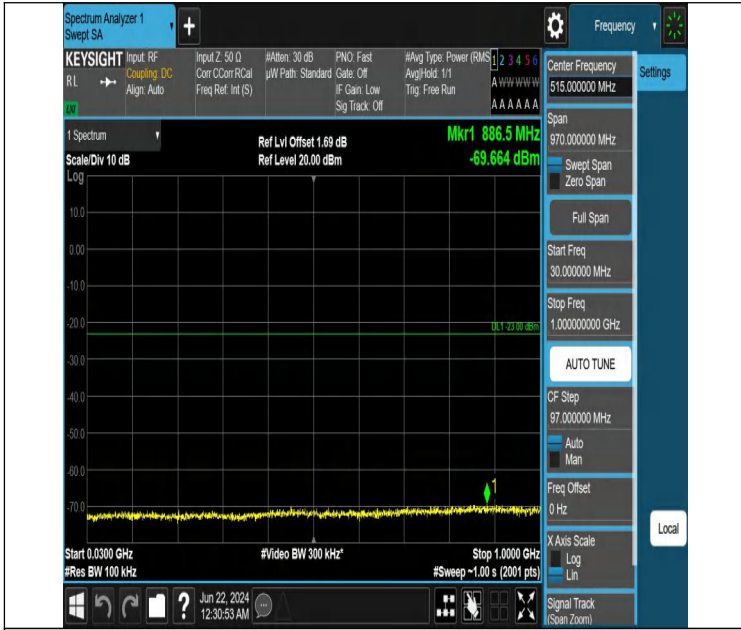 Spectrum Analyzer 1
Swept SA
+
Frequency
KEYSIGHT
RL
Input: RF
Coupling: DC
Align: Auto
Input Z: 50 Ω
Corr CCorr RCal
Freq Ref: Int (S)
#Atten: 30 dB
µW Path: Standard
PNO: Fast
Gate: Off
IF Gain: Low
Sig Track: Off
#Avg Type: Power (RMS
Avg|Hold: 1/1
Trig: Free Run
1 2 3 4 5 6
A W W W W W
A A A A A A
1 Spectrum
Scale/Div 10 dB
Ref Lvl Offset 1.69 dB
Ref Level 20.00 dBm
Mkr1 886.5 MHz
-69.664 dBm
Log
10.0
0.00
-10.0
-20.0
DL1 -23.00 dBm
-30.0
-40.0
-50.0
-60.0
-70.0
1
Start 0.0300 GHz
#Res BW 100 kHz
#Video BW 300 kHz*
Stop 1.0000 GHz
#Sweep ~1.00 s (2001 pts)
Center Frequency
515.000000 MHz
Settings
Span
970.000000 MHz
Swept Span
Zero Span
Full Span
Start Freq
30.000000 MHz
Stop Freq
1.000000000 GHz
AUTO TUNE
CF Step
97.000000 MHz
Auto
Man
Freq Offset
0 Hz
X Axis Scale
Log
Lin
Local
Signal Track
(Span Zoom)
?
Jun 22, 2024
12:30:53 AM